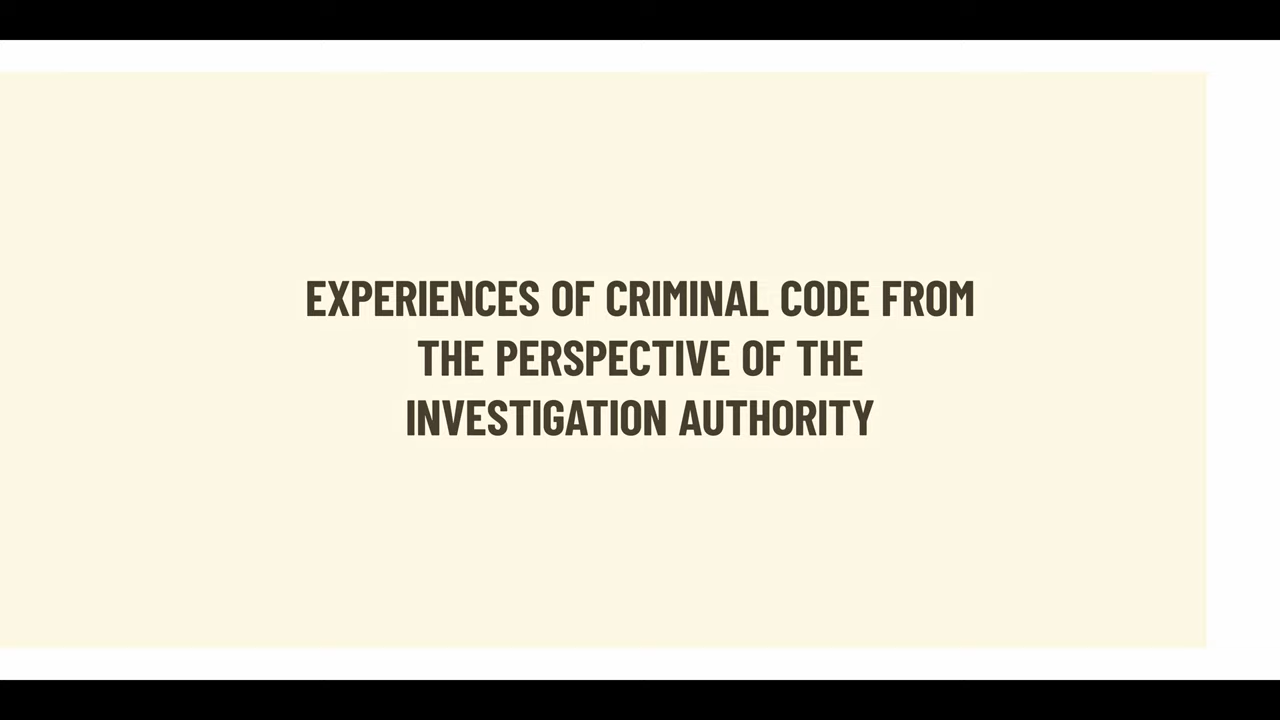 EXPERIENCES OF CRIMINAL CODE FROM
THE PERSPECTIVE OF THE
INVESTIGATION AUTHORITY